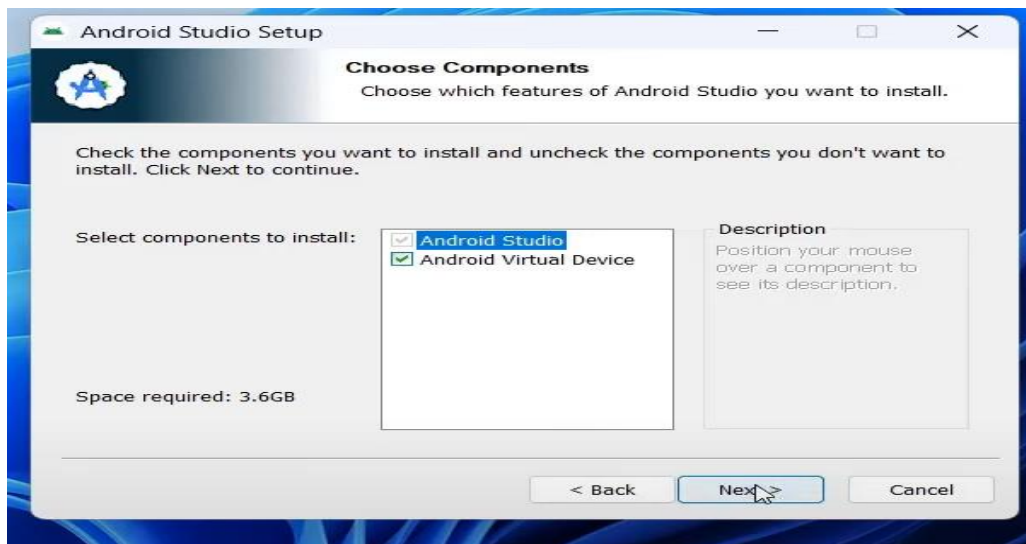 Android Studio Setup
Choose Components
Choose which features of Android Studio you want to install.
Check the components you want to install and uncheck the components you don't want to
install. Click Next to continue.
Select components to install:
Android Studio
Android Virtual Device
Description
Position your mouse
over a component to
see its description.
Space required: 3.6GB
< Back
Next >
Cancel